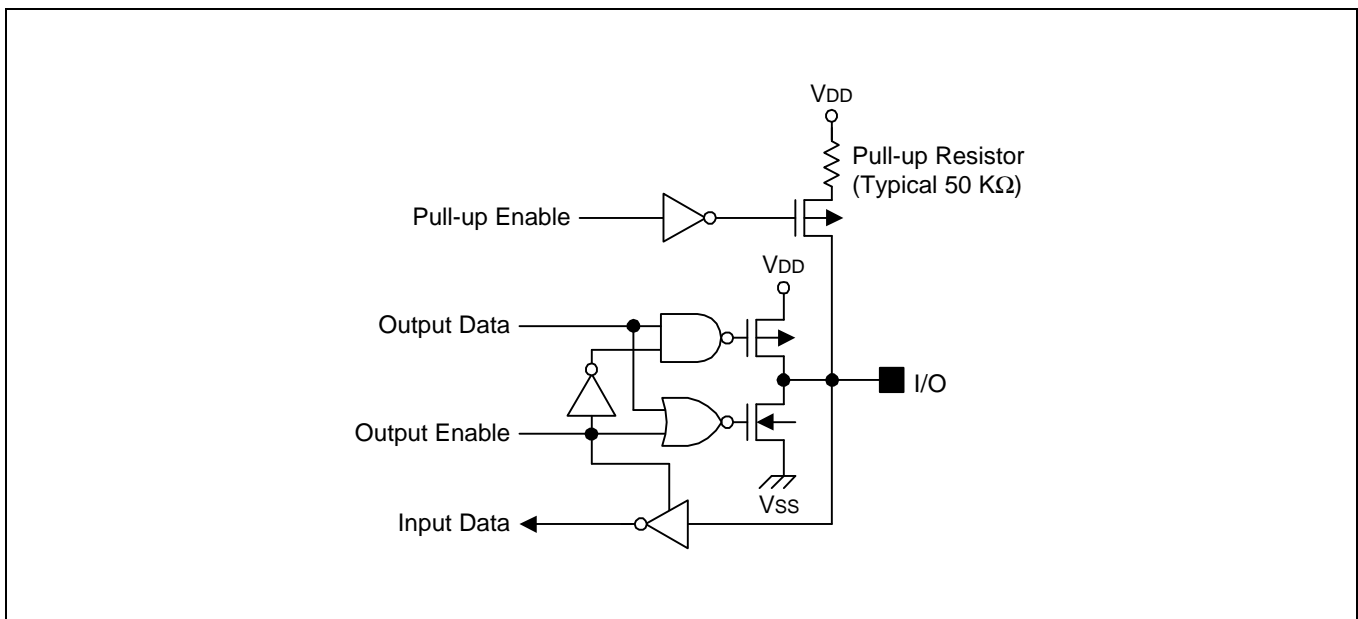 VDD
Pull-up Resistor
(Typical 50 KΩ)
Pull-up Enable
VDD
Output Data
I/O
Output Enable
VSS
Input Data